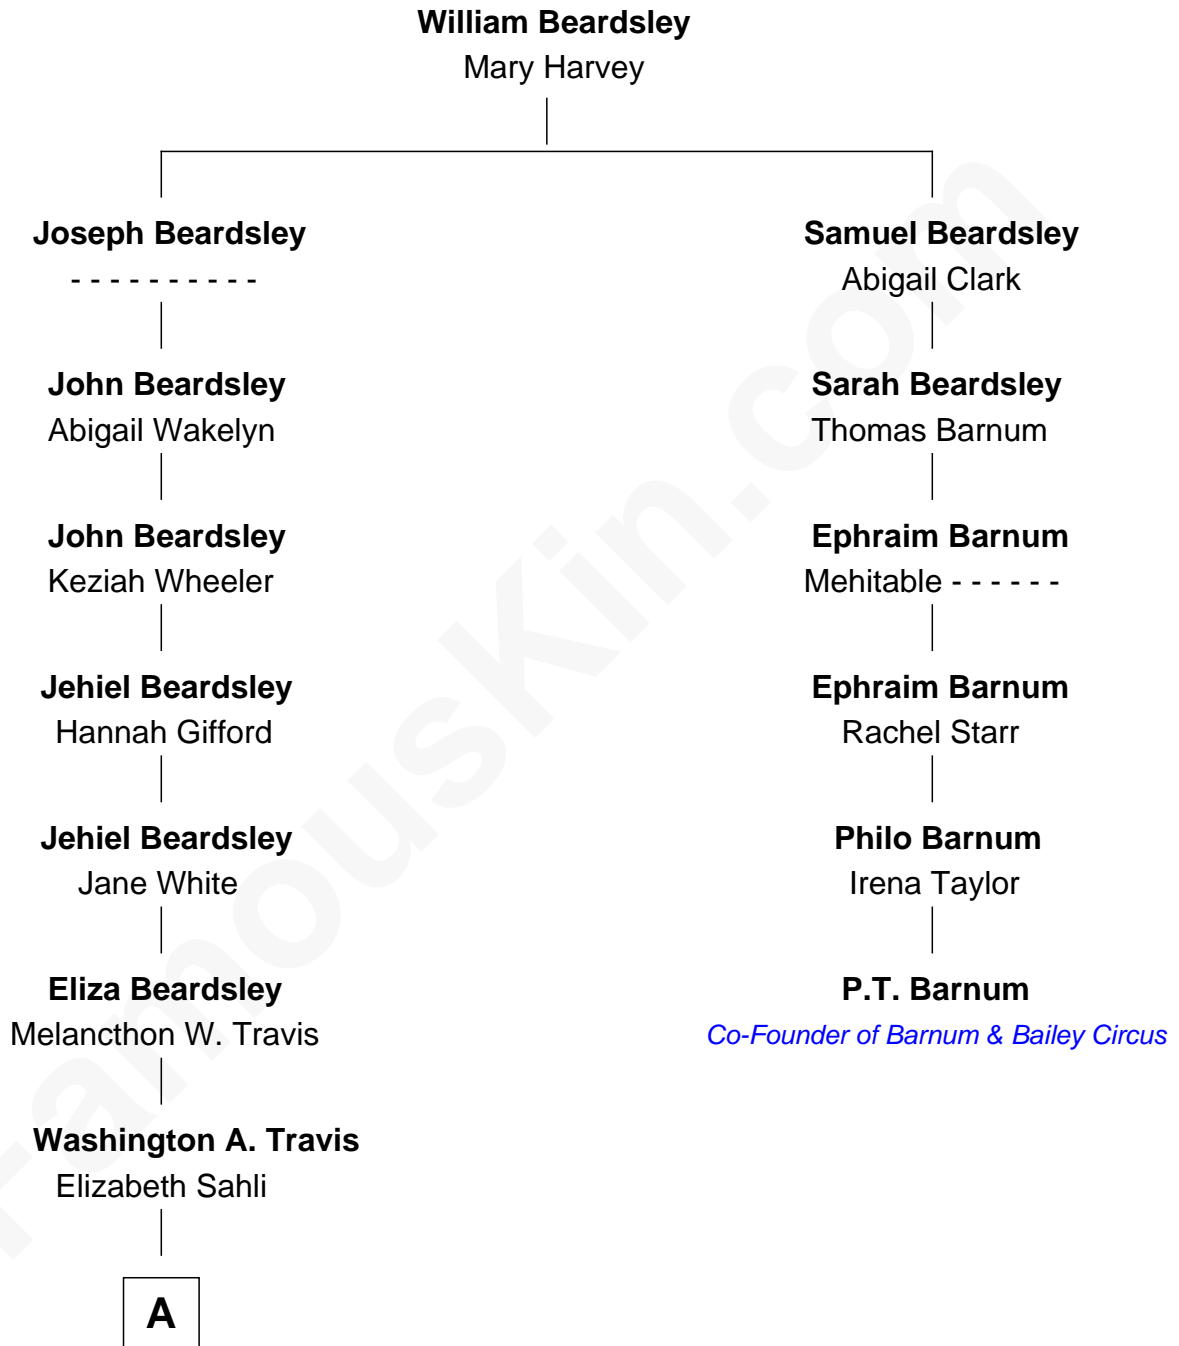 William Beardsley
Mary Harvey
Joseph Beardsley
- - - - - - - - - -
Samuel Beardsley
Abigail Clark
John Beardsley
Abigail Wakelyn
Sarah Beardsley
Thomas Barnum
John Beardsley
Keziah Wheeler
Ephraim Barnum
Mehitable - - - - - -
Jehiel Beardsley
Hannah Gifford
Ephraim Barnum
Rachel Starr
Jehiel Beardsley
Jane White
Philo Barnum
Irena Taylor
Eliza Beardsley
Melancthon W. Travis
P.T. Barnum
Co-Founder of Barnum & Bailey Circus
Washington A. Travis
Elizabeth Sahli
A
FamousKin.com